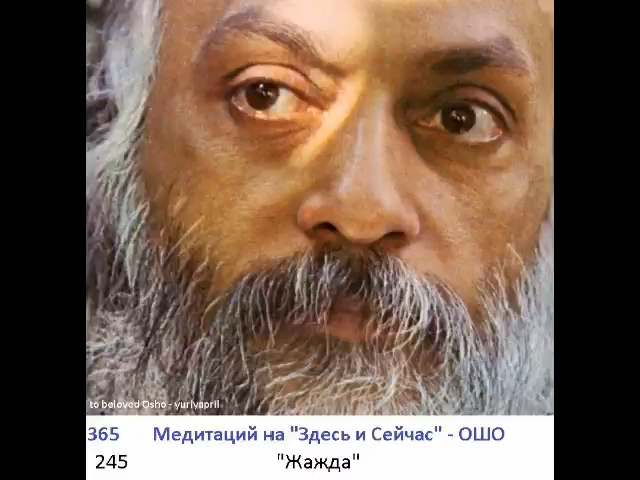 to beloved Osho - yuriyapril
365 Медитаций на "Здесь и Сейчас" - ОШО
245 "Жажда"